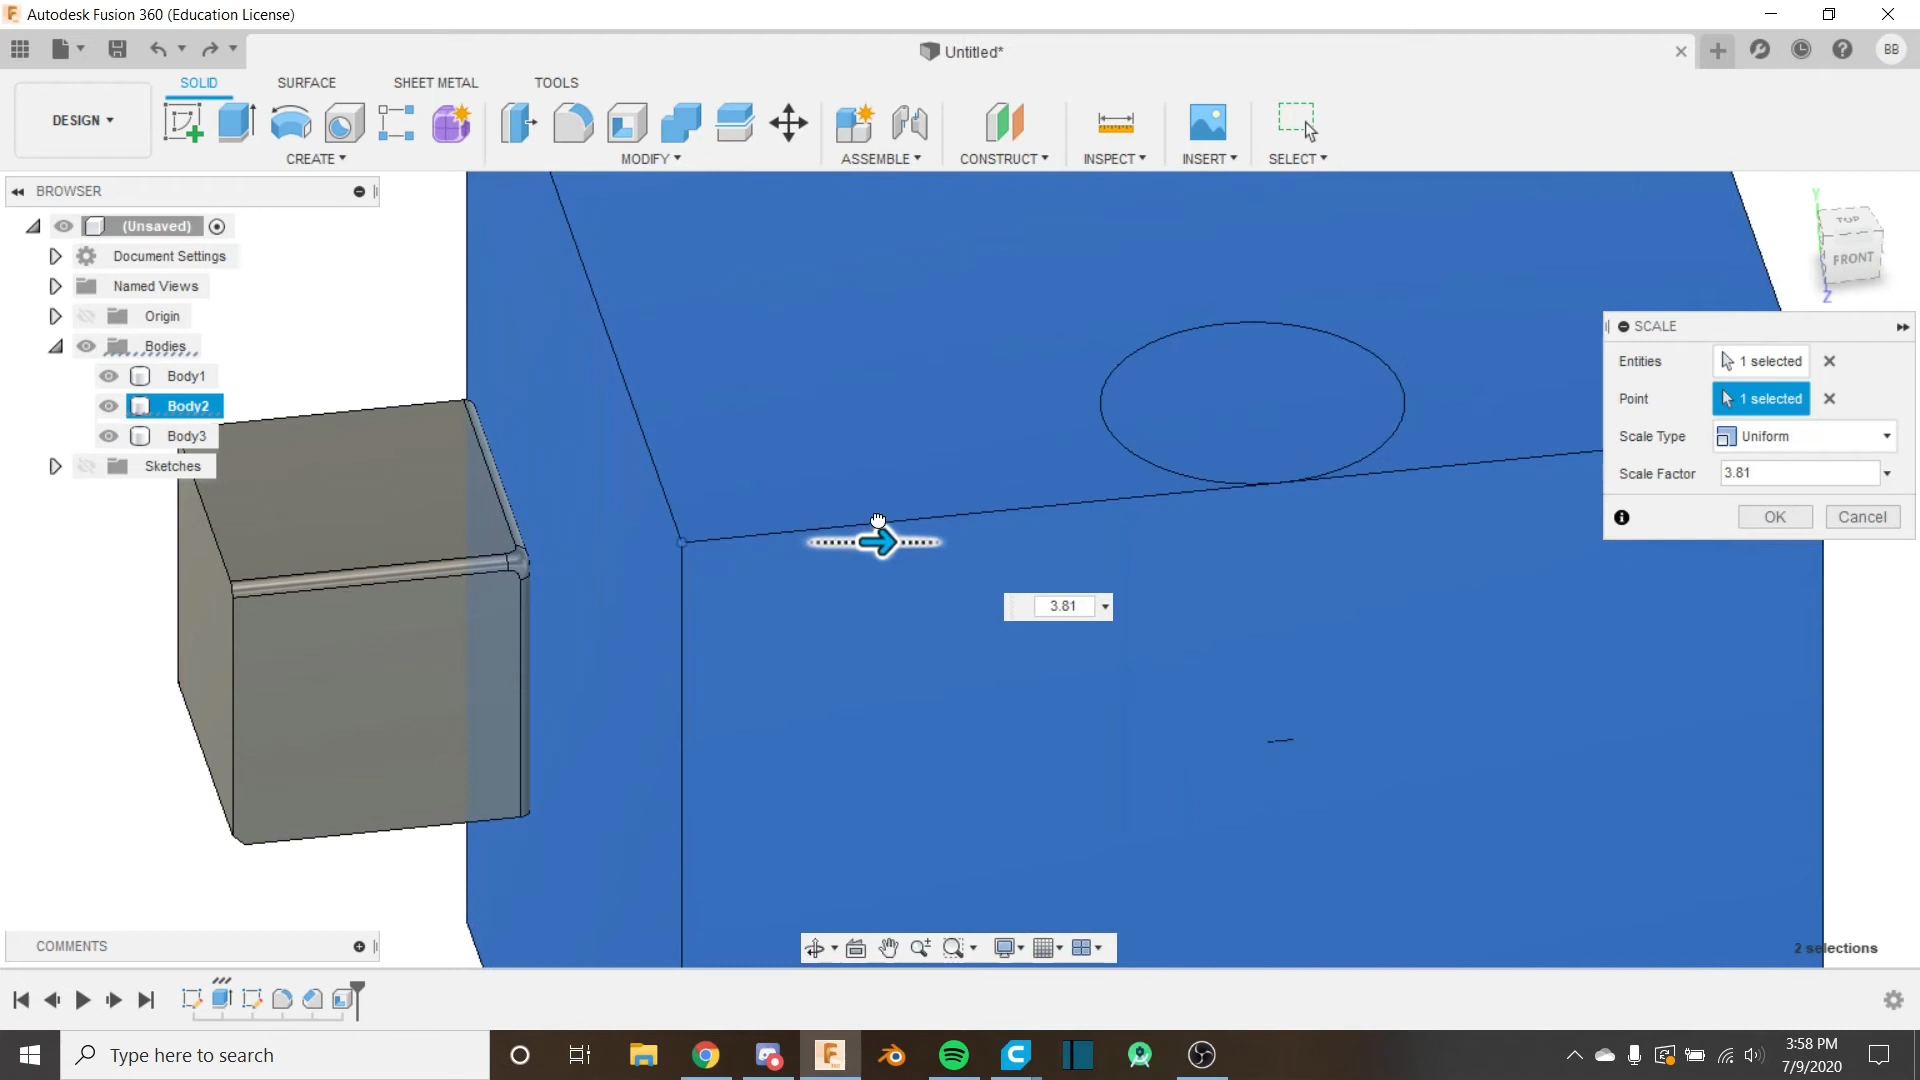 Autodesk Fusion 360 (Education License)
Untitled*
BB
DESIGN
SOLID
SURFACE
SHEET METAL
TOOLS
CREATE
MODIFY
ASSEMBLE
CONSTRUCT
INSPECT
INSERT
SELECT
BROWSER
(Unsaved)
Document Settings
Named Views
Origin
Bodies
Body1
Body2
Body3
Sketches
Y
TOP
FRONT
Z
SCALE
Entities
1 selected
Point
1 selected
Scale Type
Uniform
Scale Factor
3.81
OK
Cancel
3.81
COMMENTS
2 selections
Type here to search
3:58 PM
7/9/2020